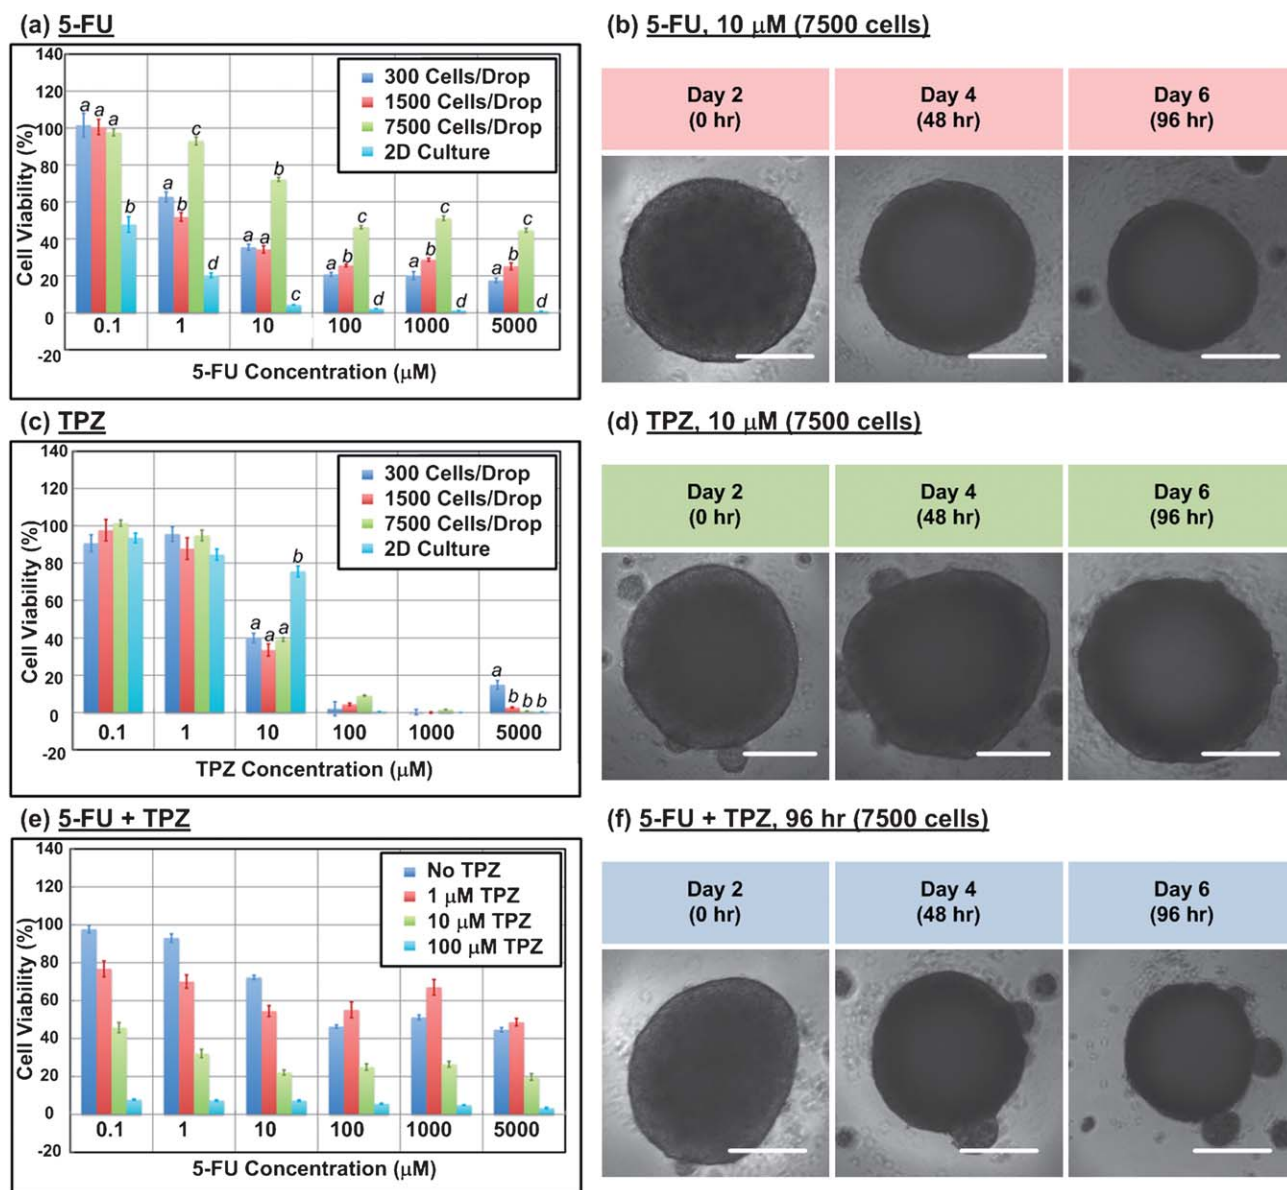 (a) 5-FU
140
120
100
80
60
40
20
0
-20
Cell Viability (%)
300 Cells/Drop
1500 Cells/Drop
7500 Cells/Drop
2D Culture
a a a b
a b c d
a a b c
a b c d
a b c d
a b c d
0.1 1 10 100 1000 5000
5-FU Concentration (μM)
(b) 5-FU, 10 μM (7500 cells)
Day 2
(0 hr)
Day 4
(48 hr)
Day 6
(96 hr)
(c) TPZ
140
120
100
80
60
40
20
0
-20
Cell Viability (%)
300 Cells/Drop
1500 Cells/Drop
7500 Cells/Drop
2D Culture
a a a b
a b b b
0.1 1 10 100 1000 5000
TPZ Concentration (μM)
(d) TPZ, 10 μM (7500 cells)
Day 2
(0 hr)
Day 4
(48 hr)
Day 6
(96 hr)
(e) 5-FU + TPZ
140
120
100
80
60
40
20
0
-20
Cell Viability (%)
No TPZ
1 μM TPZ
10 μM TPZ
100 μM TPZ
0.1 1 10 100 1000 5000
5-FU Concentration (μM)
(f) 5-FU + TPZ, 96 hr (7500 cells)
Day 2
(0 hr)
Day 4
(48 hr)
Day 6
(96 hr)